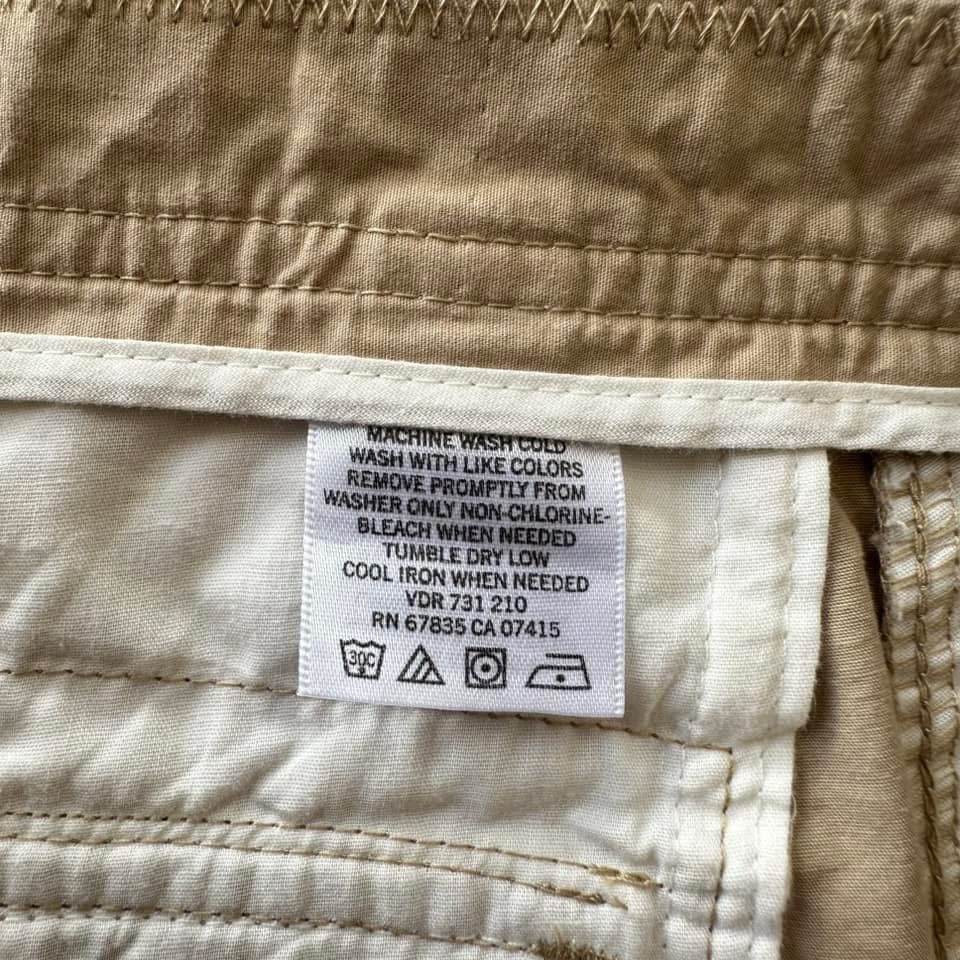 MACHINE WASH COLD
WASH WITH LIKE COLORS
REMOVE PROMPTLY FROM
WASHER ONLY NON-CHLORINE-
BLEACH WHEN NEEDED
TUMBLE DRY LOW
COOL IRON WHEN NEEDED
VDR 731 210
RN 67835 CA 07415
30C